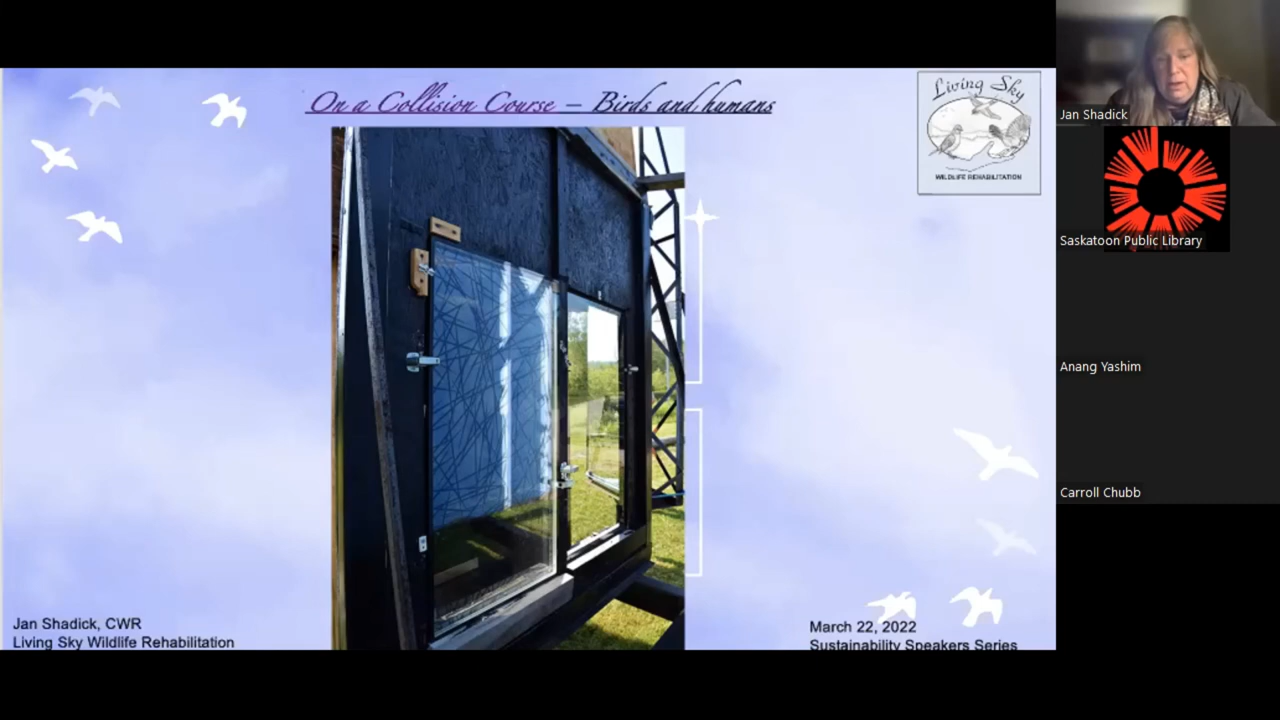 On a Collision Course – Birds and humans
Living Sky
WILDLIFE REHABILITATION
Jan Shadick, CWR
Living Sky Wildlife Rehabilitation
March 22, 2022
Sustainability Speakers Series
Jan Shadick
Saskatoon Public Library
Anang Yashim
Carroll Chubb